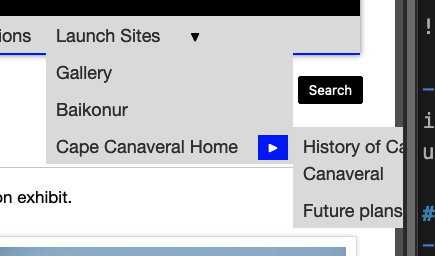 ions Launch Sites ▼
!
Gallery
Search
Baikonur
i
Cape Canaveral Home ▶ History of Ca
u
Canaveral
on exhibit.
Future plans
#